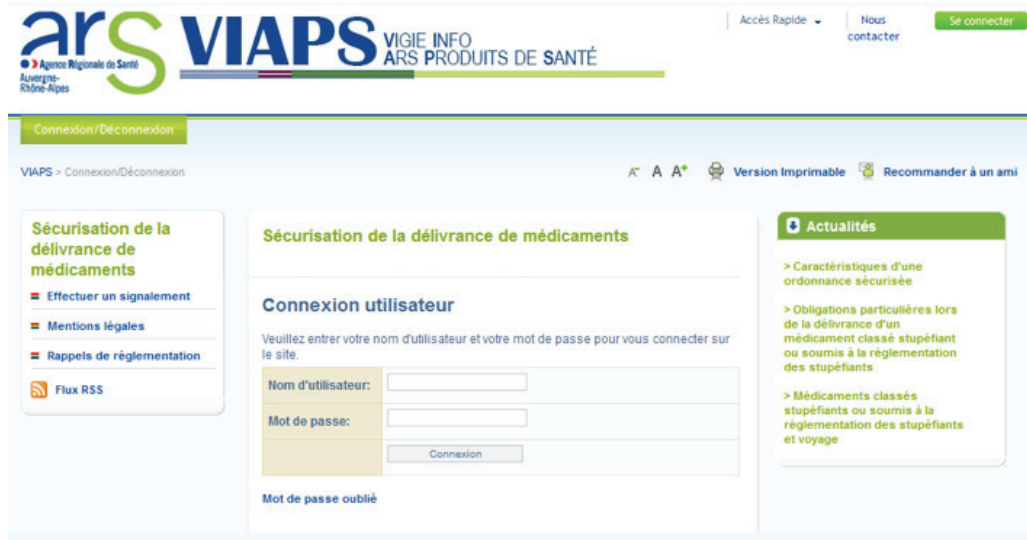 ars
Agence Régionale de Santé
Auvergne-
Rhône-Alpes
VIAPS
VIGIE INFO
ARS PRODUITS DE SANTÉ
Accès Rapide
Nous
contacter
Se connecter
Connexion/Déconnexion
VIAPS > Connexion/Déconnexion
A- A A+
Version Imprimable
Recommander à un ami
Sécurisation de la
délivrance de
médicaments
Effectuer un signalement
Mentions légales
Rappels de règlementation
Flux RSS
Sécurisation de la délivrance de médicaments
Connexion utilisateur
Veuillez entrer votre nom d'utilisateur et votre mot de passe pour vous connecter sur
le site.
Nom d'utilisateur:
Mot de passe:
Connexion
Mot de passe oublié
Actualités
> Caractéristiques d'une
ordonnance sécurisée
> Obligations particulières lors
de la délivrance d'un
médicament classé stupéfiant
ou soumis à la règlementation
des stupéfiants
> Médicaments classés
stupéfiants ou soumis à la
règlementation des stupéfiants
et voyage